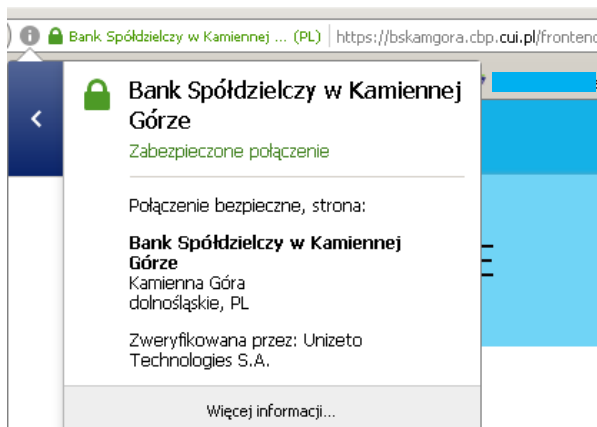 Bank Spółdzielczy w Kamiennej ... (PL) https://bskamgora.cbp.cui.pl/frontend
Bank Spółdzielczy w Kamiennej
Górze
Zabezpieczone połączenie
Połączenie bezpieczne, strona:
Bank Spółdzielczy w Kamiennej
Górze
Kamienna Góra
dolnośląskie, PL
Zweryfikowana przez: Unizeto
Technologies S.A.
Więcej informacji...